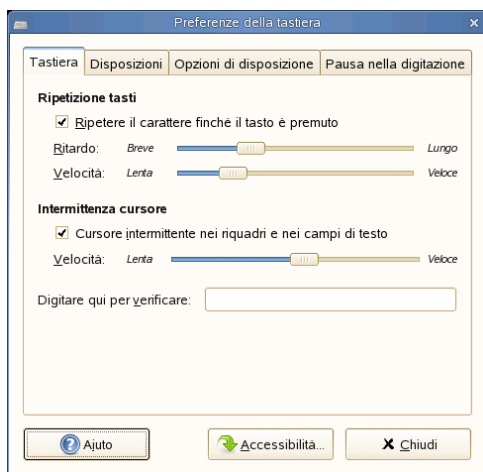 Preferenze della tastiera
Tastiera Disposizioni Opzioni di disposizione Pausa nella digitazione
Ripetizione tasti
Ripetere il carattere finché il tasto è premuto
Ritardo: Breve Lungo
Velocità: Lenta Veloce
Intermittenza cursore
Cursore intermittente nei riquadri e nei campi di testo
Velocità: Lenta Veloce
Digitare qui per verificare:
Aiuto Accessibilità... Chiudi